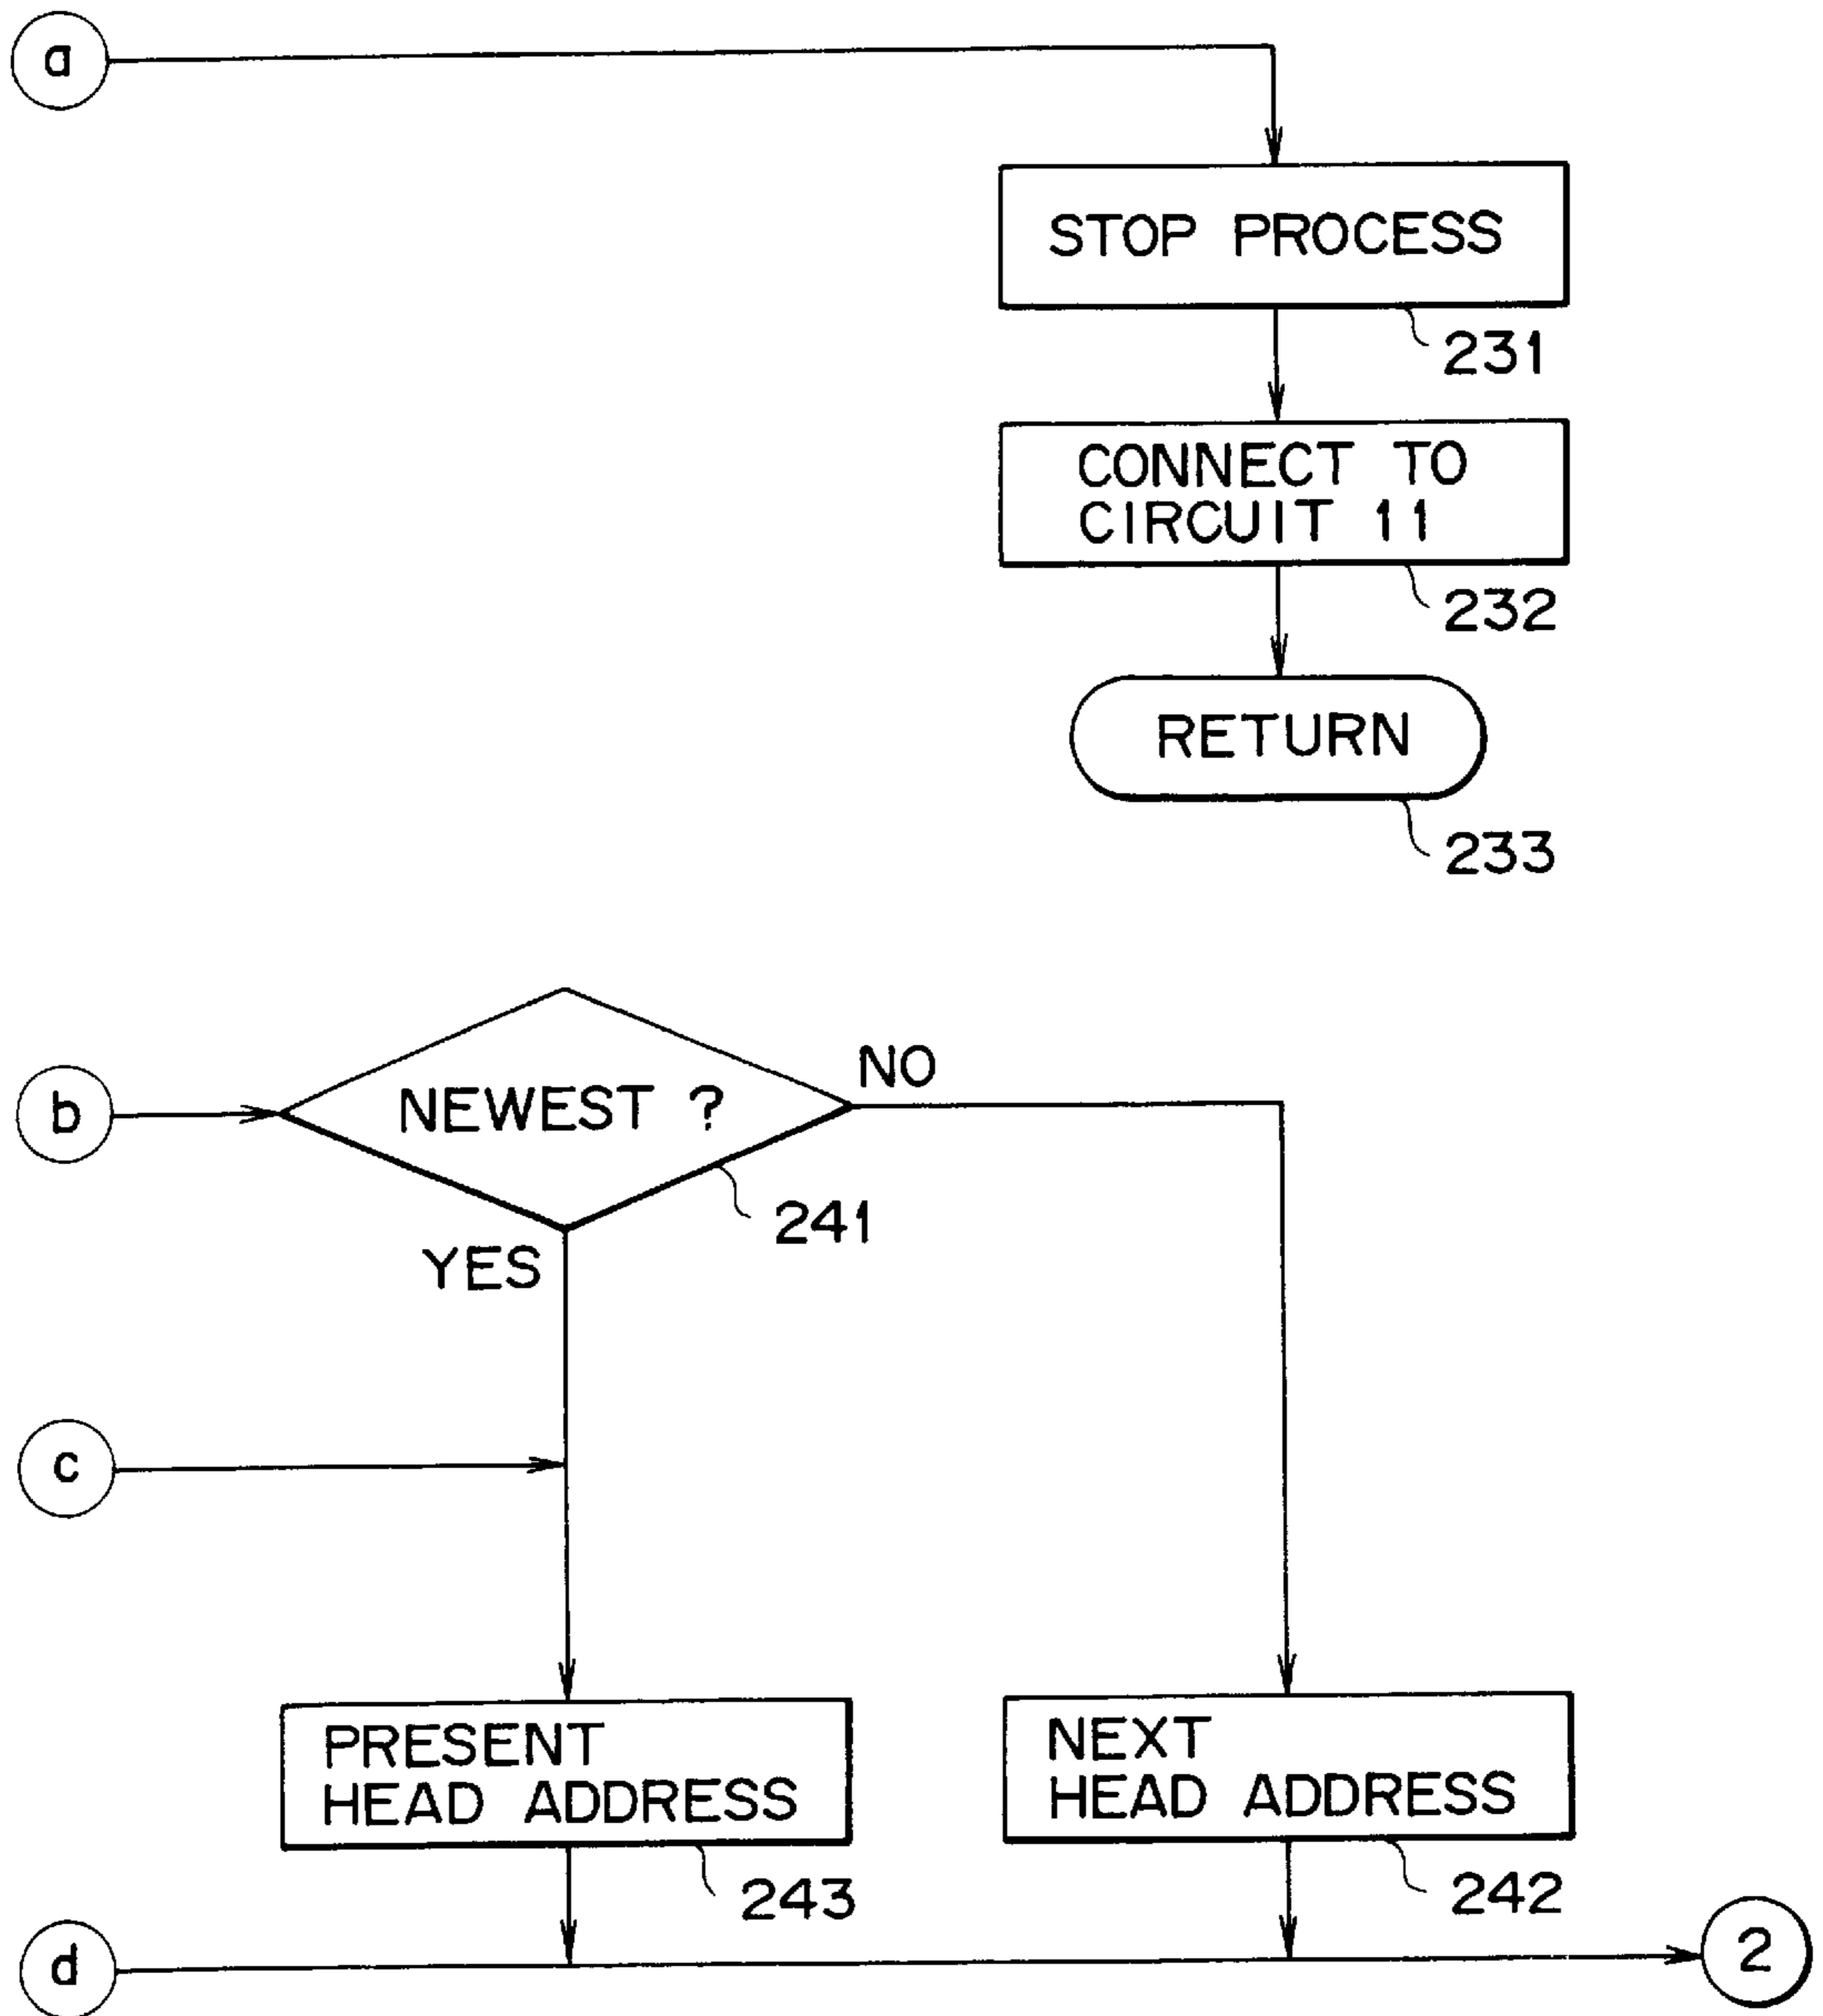 a
STOP PROCESS
231
CONNECT TO
CIRCUIT 11
232
RETURN
233
b
NEWEST ?
NO
241
YES
c
PRESENT
HEAD ADDRESS
243
NEXT
HEAD ADDRESS
242
d
2